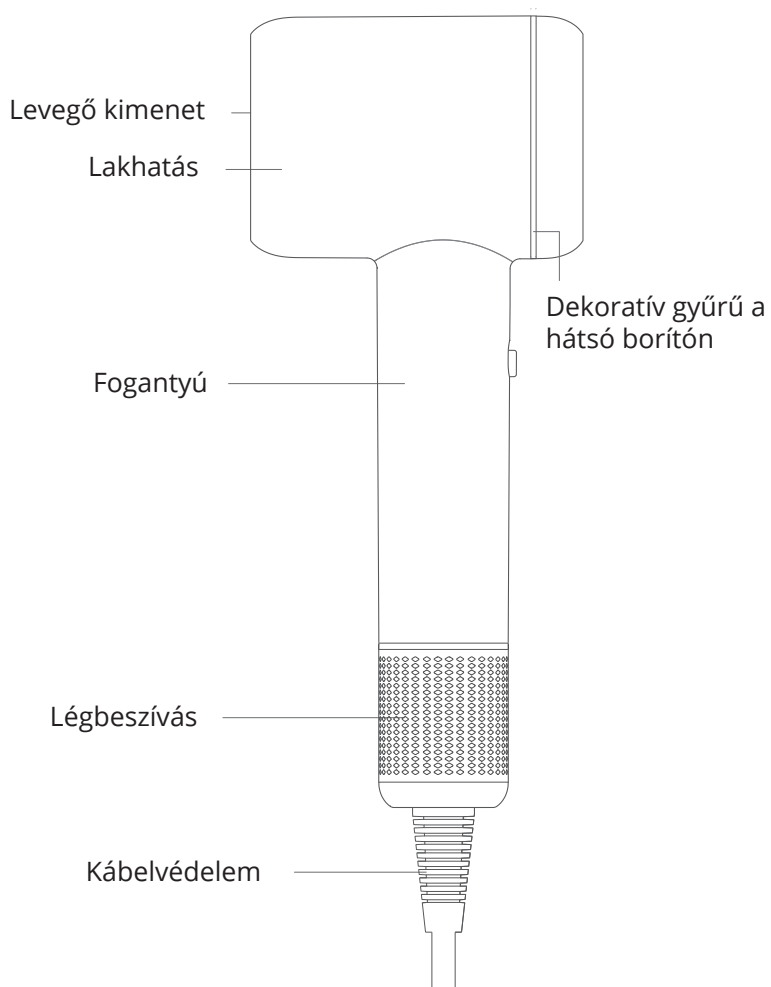 Levegő kimenet
Lakhatás
Dekoratív gyűrű a
hátsó borítón
Fogantyú
Légbeszívás
Kábelvédelem